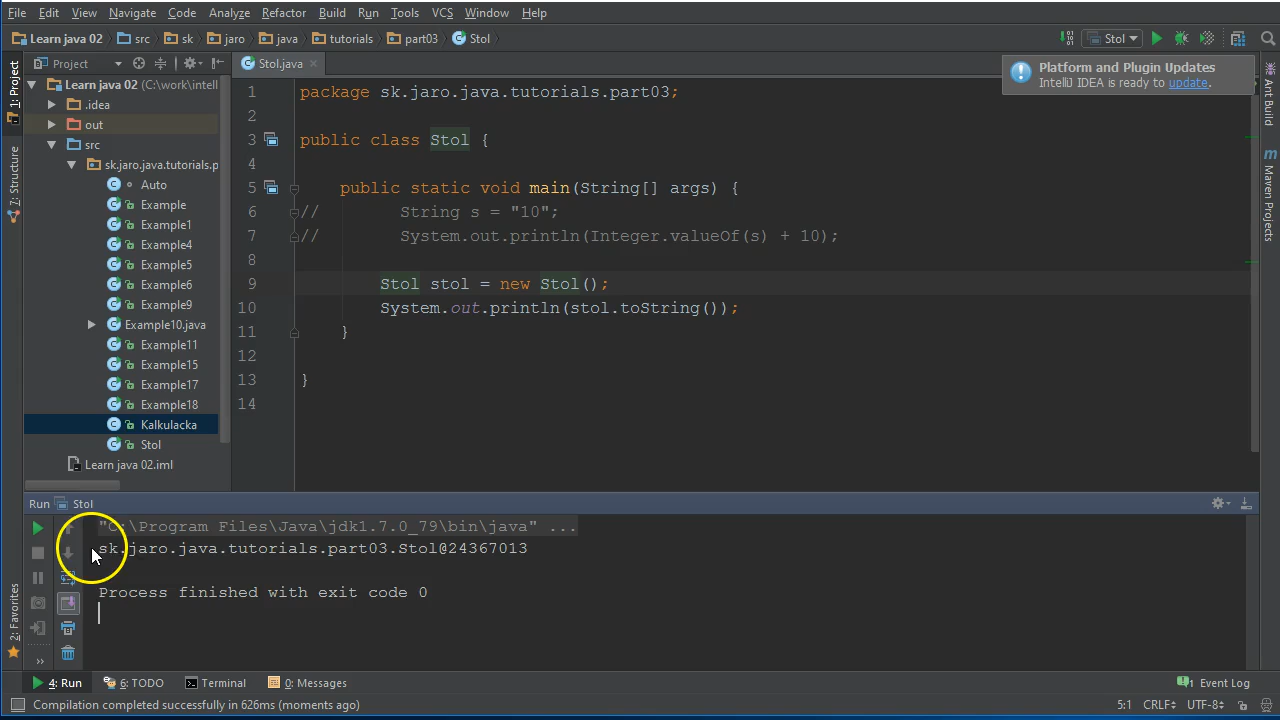 File Edit View Navigate Code Analyze Refactor Build Run Tools VCS Window Help
Learn java 02 src sk jaro java tutorials part03 Stol Stol
Project Stol.java
Platform and Plugin Updates
IntelliJ IDEA is ready to update.
1: Project
7: Structure
2: Favorites
Ant Build
Maven Projects
Learn java 02 (C:\work\intell
.idea
out
src
sk.jaro.java.tutorials.p
Auto
Example
Example1
Example4
Example5
Example6
Example9
Example10.java
Example11
Example15
Example17
Example18
Kalkulacka
Stol
Learn java 02.iml
1 package sk.jaro.java.tutorials.part03;
2
3 public class Stol {
4
5 public static void main(String[] args) {
6 // String s = "10";
7 // System.out.println(Integer.valueOf(s) + 10);
8
9 Stol stol = new Stol();
10 System.out.println(stol.toString());
11 }
12
13 }
14
Run Stol
"C:\Program Files\Java\jdk1.7.0_79\bin\java" ...
sk.jaro.java.tutorials.part03.Stol@24367013
Process finished with exit code 0
4: Run 6: TODO Terminal 0: Messages 1 Event Log
Compilation completed successfully in 626ms (moments ago) 5:1 CRLF UTF-8